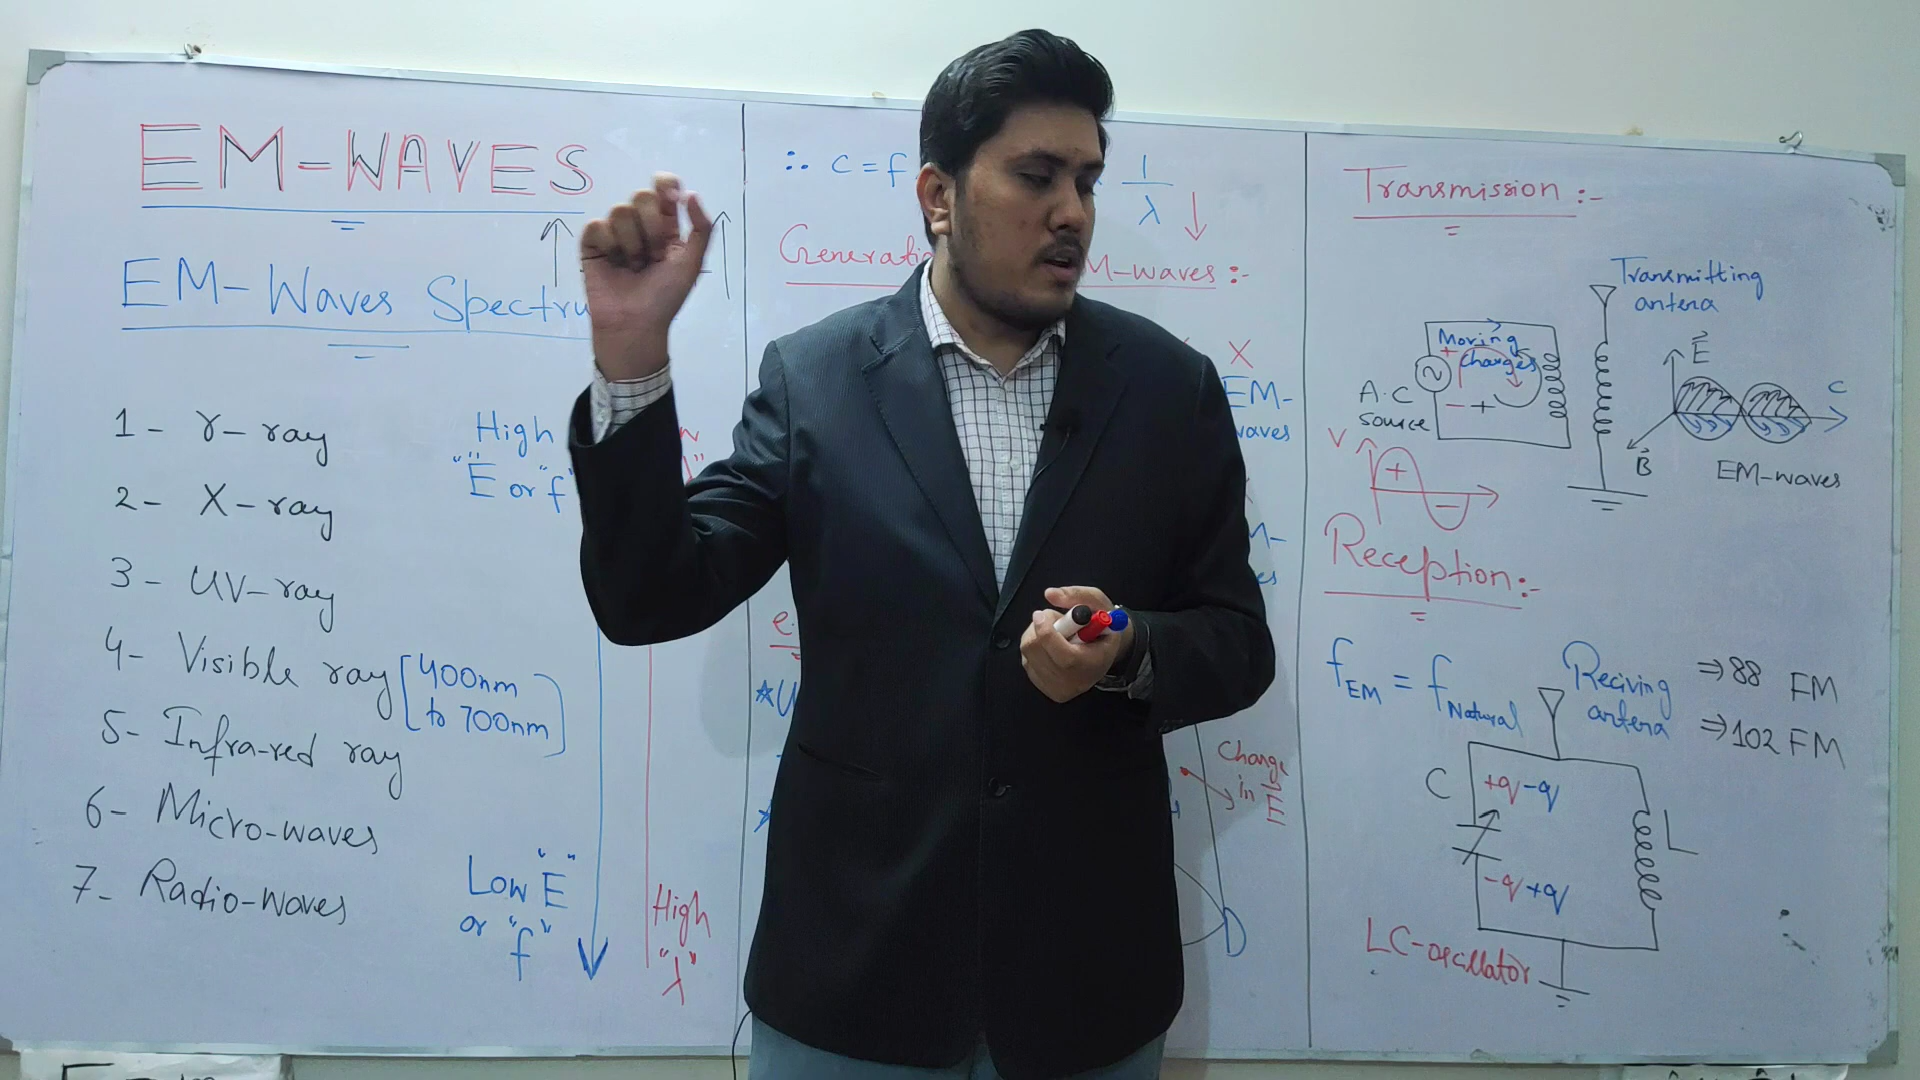 EM-WAVES
EM-Waves Spectru
1- γ-ray
2- X-ray
3- UV-ray
4- Visible ray [400nm
to 700nm]
5- Infra-red ray
6- Micro-waves
7- Radio-waves
High
"E or "f"
Low "E"
or "f"
High
"λ"
∴ c = f
1
λ
Generatio
M-waves :-
X
EM-
waves
e.
*U
Change
in E
D
Transmission :-
Transmitting
antena
Moving
charges
+
- +
A.C
source
V
+
-
E
C
B
EM-waves
Reception :-
fEM = fNatural
Reciving
antena
⇒88 FM
⇒102 FM
C
+q -q
-q +q
L
LC-oscillator